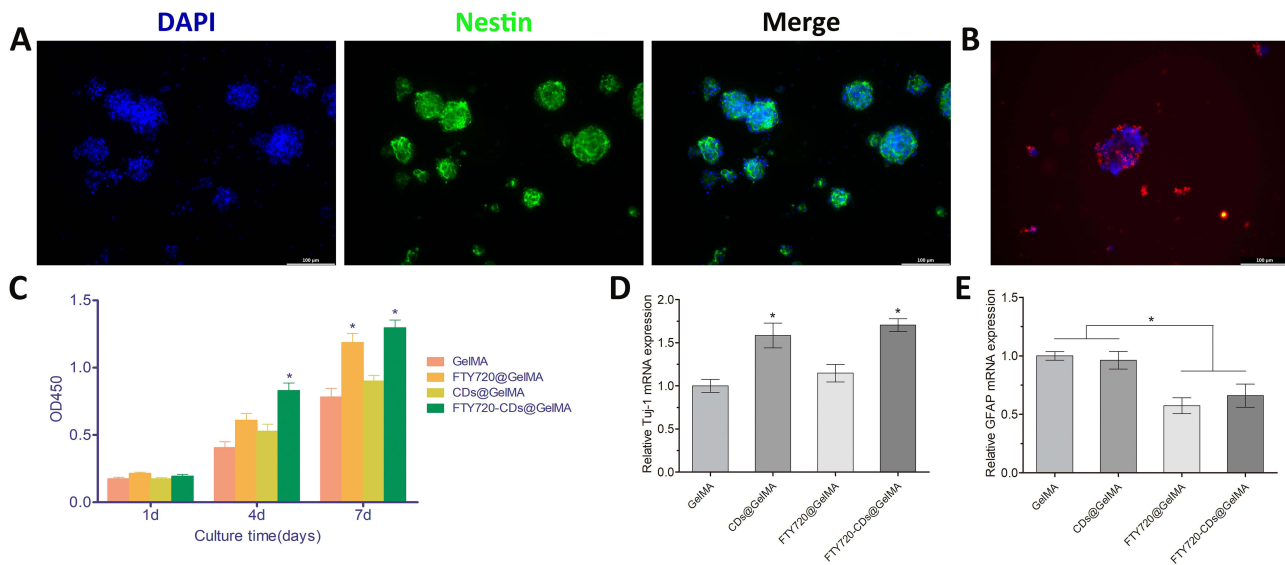 A
DAPI
Nestin
Merge
B
100 μm
100 μm
100 μm
100 μm
C
OD450
1.5
1.0
0.5
0.0
1d
4d
7d
Culture time(days)
*
*
*
GelMA
FTY720@GelMA
CDs@GelMA
FTY720-CDs@GelMA
D
Relative Tuj-1 mRNA expression
2.0
1.5
1.0
0.5
0.0
*
*
GelMA
CDs@GelMA
FTY720@GelMA
FTY720-CDs@GelMA
E
Relative GFAP mRNA expression
1.5
1.0
0.5
0.0
*
GelMA
CDs@GelMA
FTY720@GelMA
FTY720-CDs@GelMA